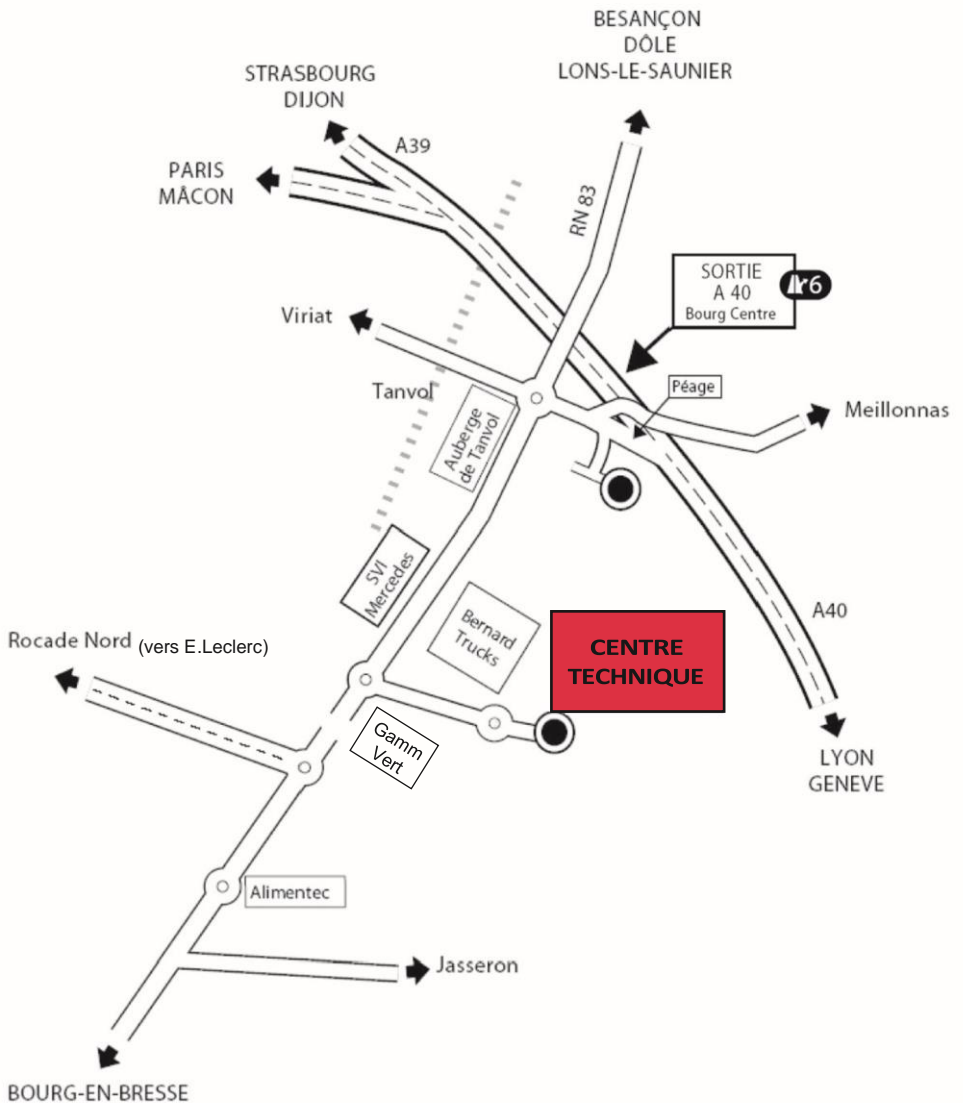 BESANÇON
DÔLE
LONS-LE-SAUNIER
STRASBOURG
DIJON
A39
PARIS
MÂCON
RN 83
SORTIE
A 40
Bourg Centre
6
Viriat
Péage
Tanvol
Meillonnas
Auberge
de Tanvol
SVI
Mercedes
Bernard
Trucks
A40
CENTRE
TECHNIQUE
Rocade Nord (vers E.Leclerc)
Gamm
Vert
LYON
GENEVE
Alimentec
Jasseron
BOURG-EN-BRESSE